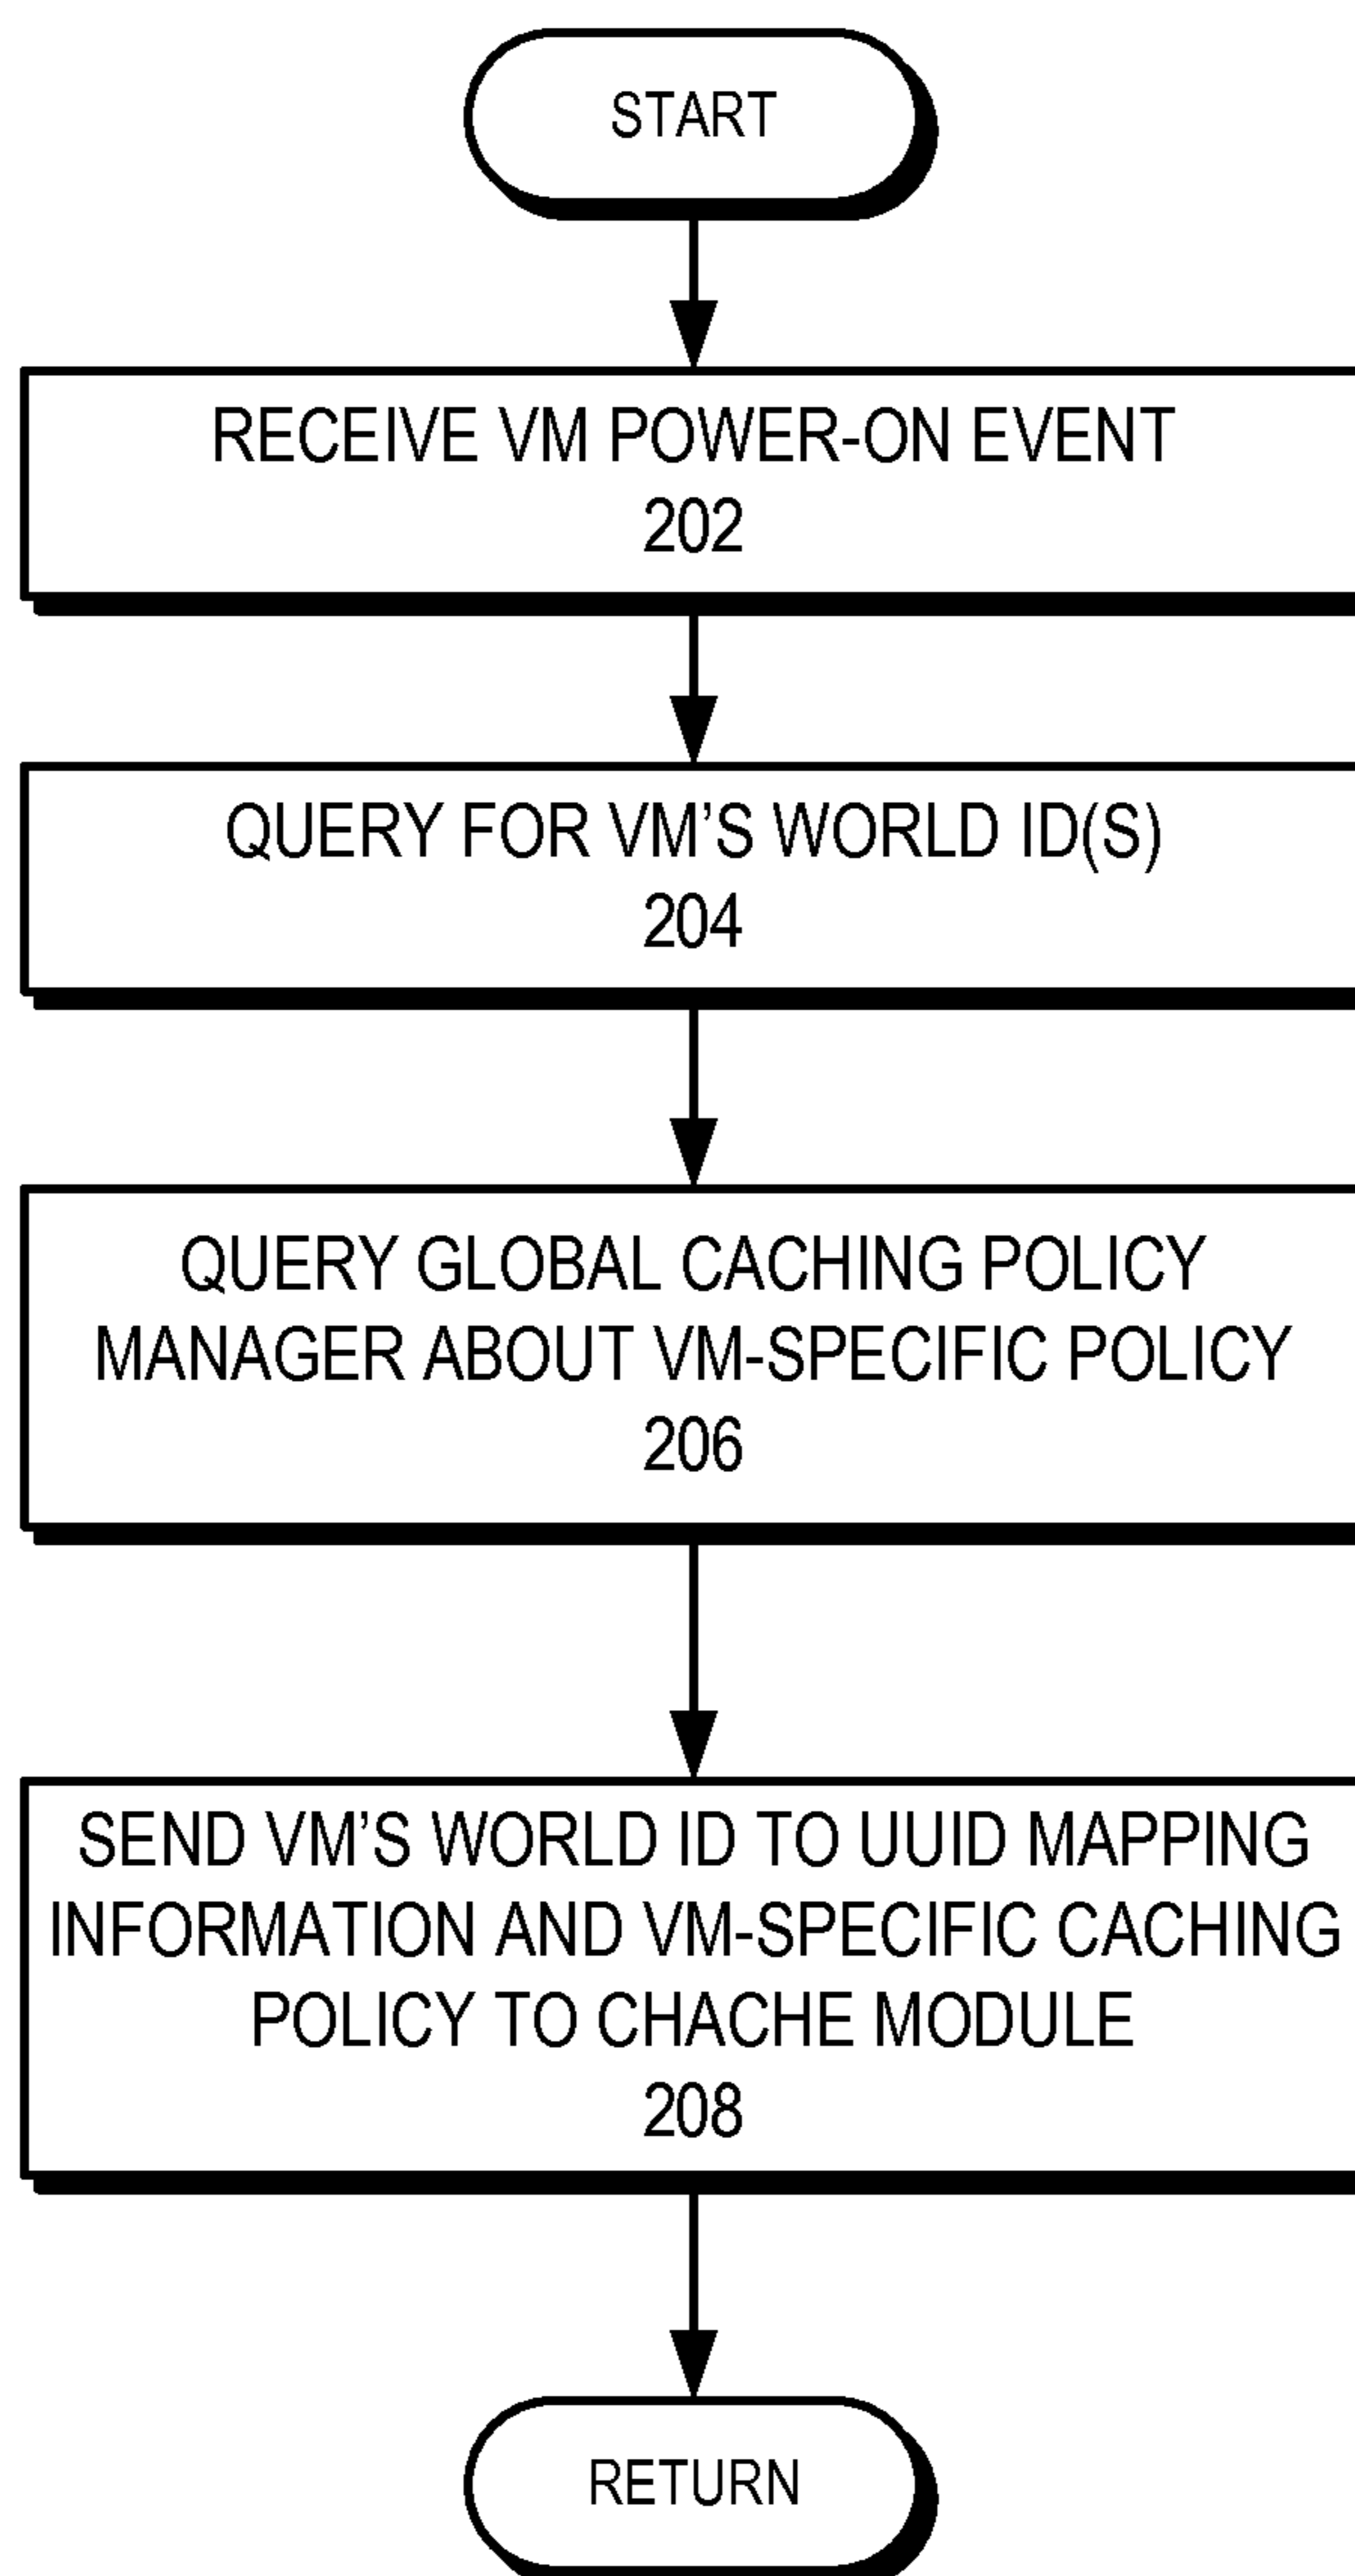 START
RECEIVE VM POWER-ON EVENT
202
QUERY FOR VM’S WORLD ID(S)
204
QUERY GLOBAL CACHING POLICY
MANAGER ABOUT VM-SPECIFIC POLICY
206
SEND VM’S WORLD ID TO UUID MAPPING
INFORMATION AND VM-SPECIFIC CACHING
POLICY TO CHACHE MODULE
208
RETURN